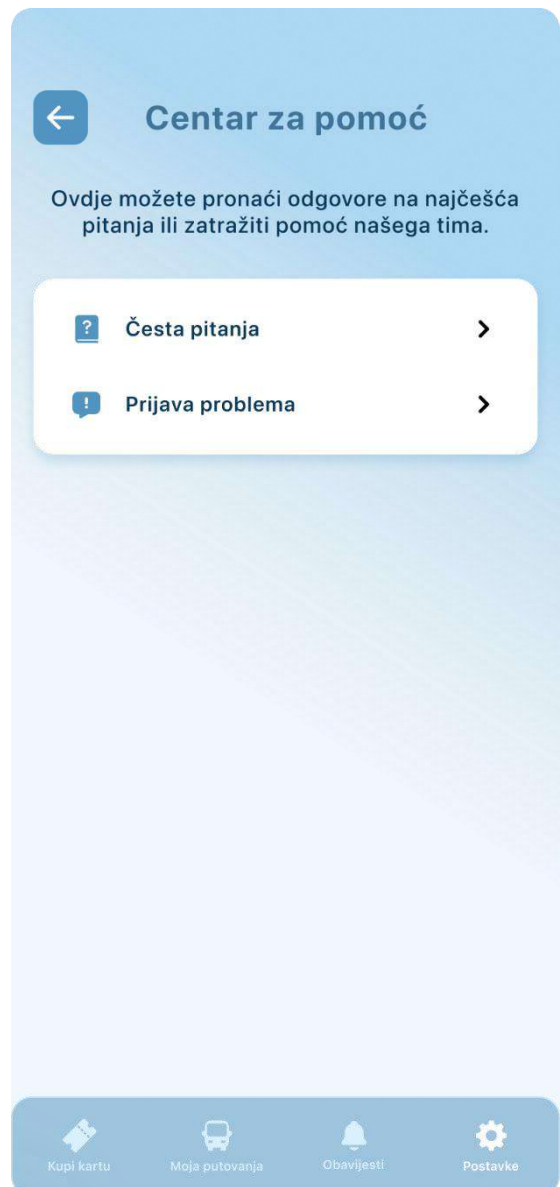 Centar za pomoć
Ovdje možete pronaći odgovore na najčešća
pitanja ili zatražiti pomoć našega tima.
Česta pitanja
Prijava problema
Kupi kartu
Moja putovanja
Obavijesti
Postavke